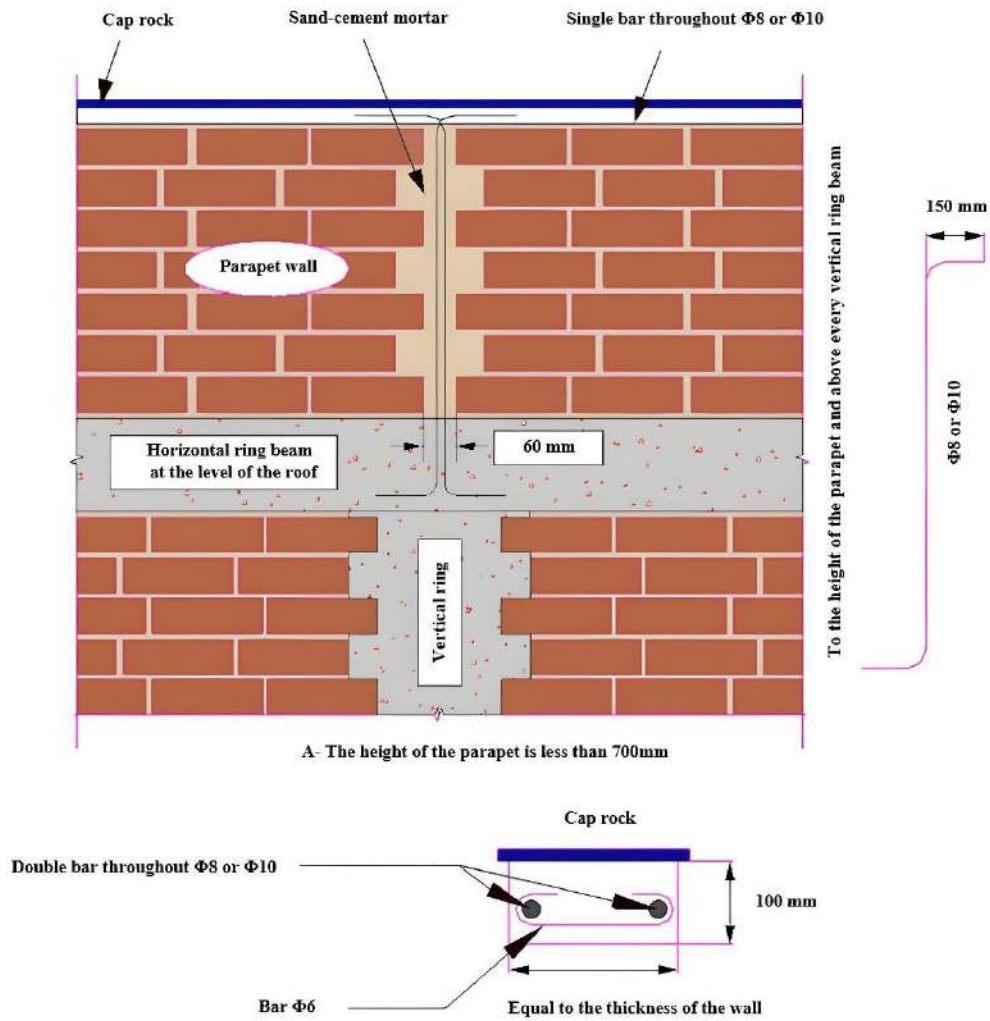 Cap rock
Sand-cement mortar
Single bar throughout Φ8 or Φ10
Parapet wall
Horizontal ring beam
at the level of the roof
60 mm
Vertical ring
To the height of the parapet and above every vertical ring beam
150 mm
Φ8 or Φ10
A- The height of the parapet is less than 700mm
Cap rock
Double bar throughout Φ8 or Φ10
100 mm
Bar Φ6
Equal to the thickness of the wall